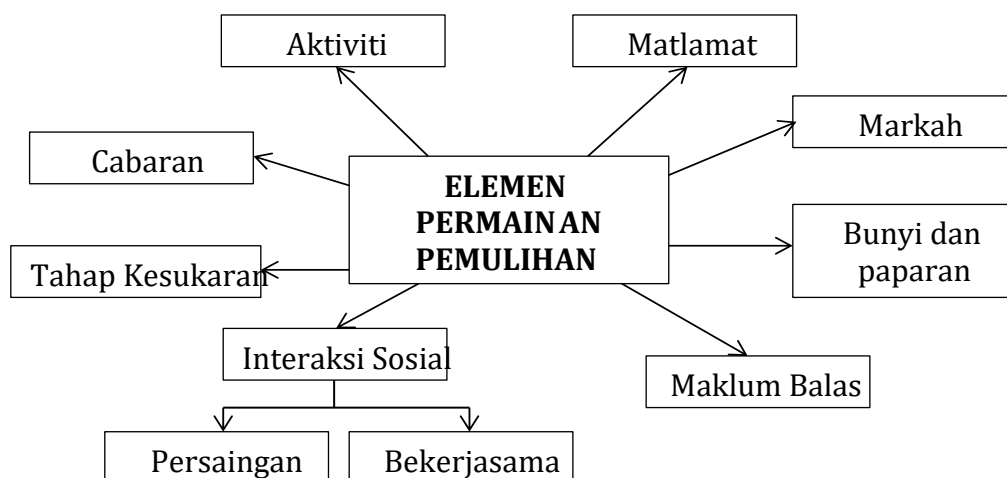 Aktiviti
Matlamat
Markah
Cabaran
ELEMEN
PERMAINAN
PEMULIHAN
Bunyi dan
paparan
Tahap Kesukaran
Interaksi Sosial
Maklum Balas
Persaingan
Bekerjasama